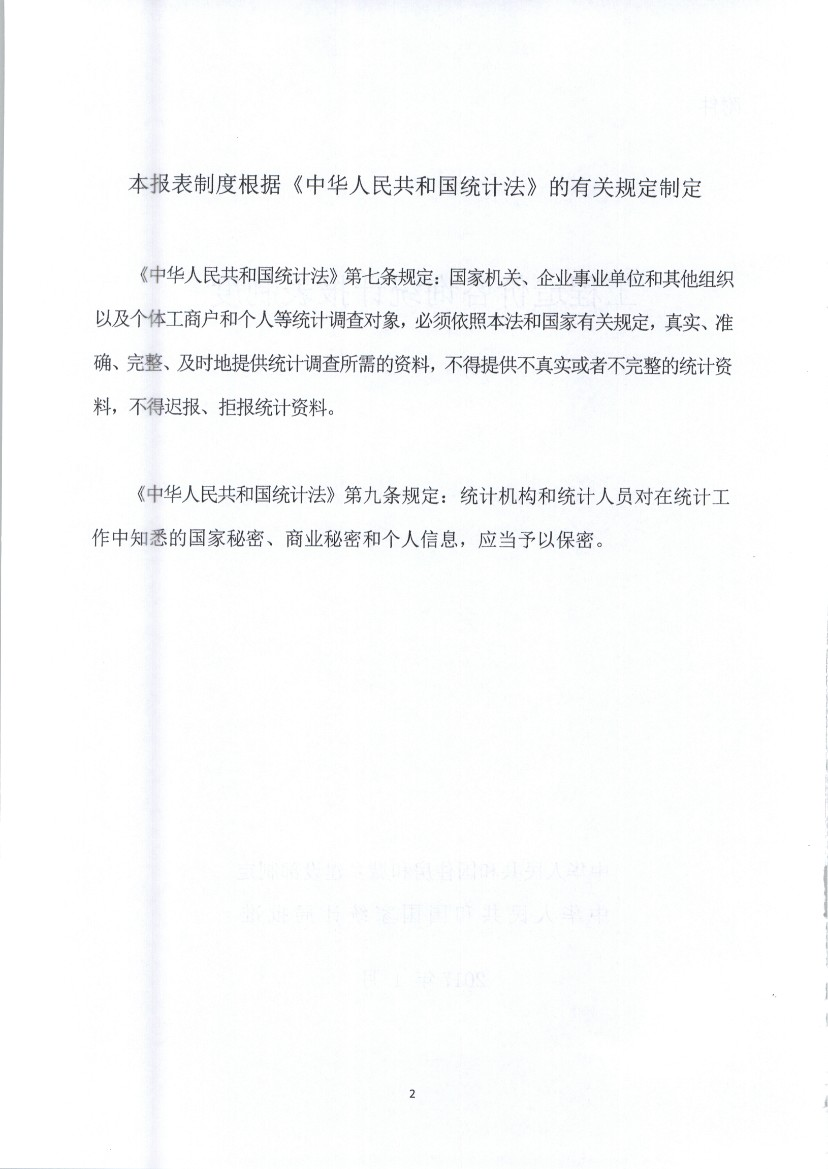 本报表制度根据《中华人民共和国统计法》的有关规定制定
《中华人民共和国统计法》第七条规定：国家机关、企业事业单位和其他组织
以及个体工商户和个人等统计调查对象，必须依照本法和国家有关规定，真实、准
确、完整、及时地提供统计调查所需的资料，不得提供不真实或者不完整的统计资
料，不得迟报、拒报统计资料。
《中华人民共和国统计法》第九条规定：统计机构和统计人员对在统计工
作中知悉的国家秘密、商业秘密和个人信息，应当予以保密。
2